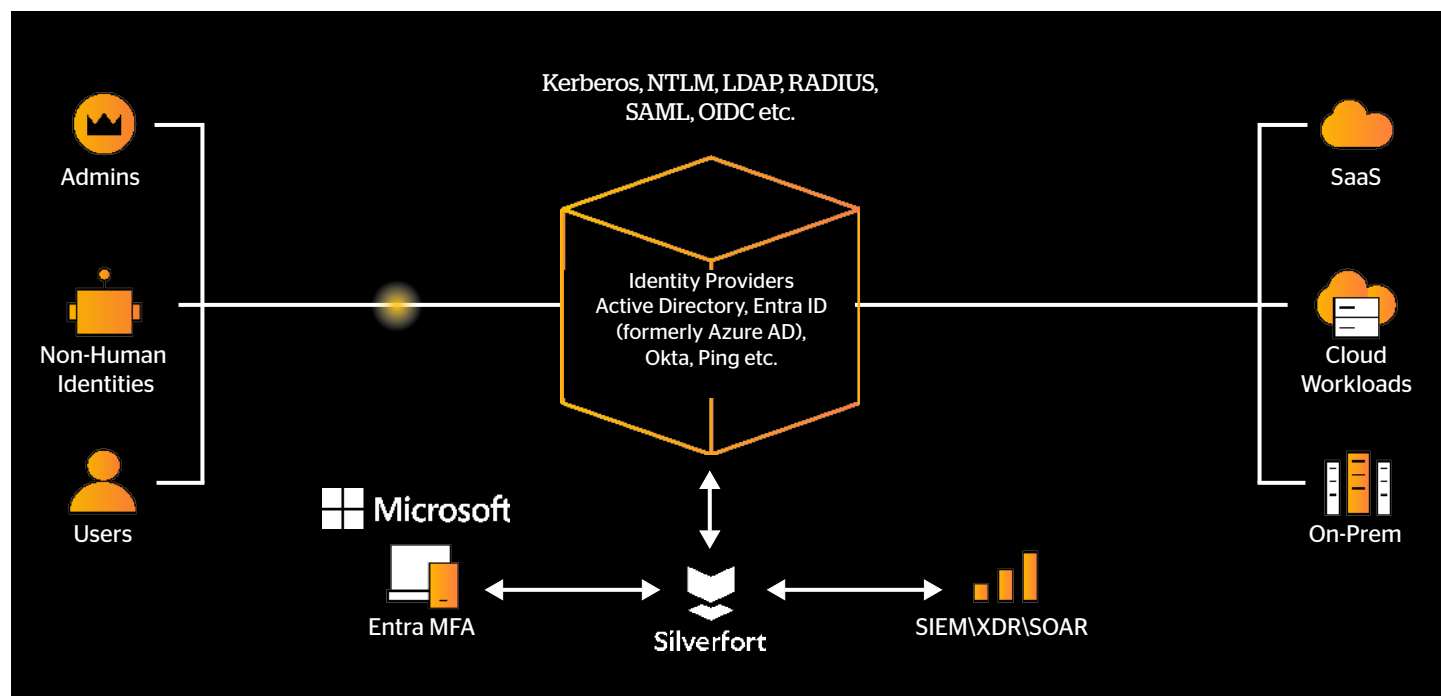 Kerberos, NTLM, LDAP, RADIUS,
SAML, OIDC etc.
Admins
Non-Human
Identities
Users
Identity Providers
Active Directory, Entra ID
(formerly Azure AD),
Okta, Ping etc.
SaaS
Cloud
Workloads
On-Prem
Microsoft
Entra MFA
Silverfort
SIEM\XDR\SOAR